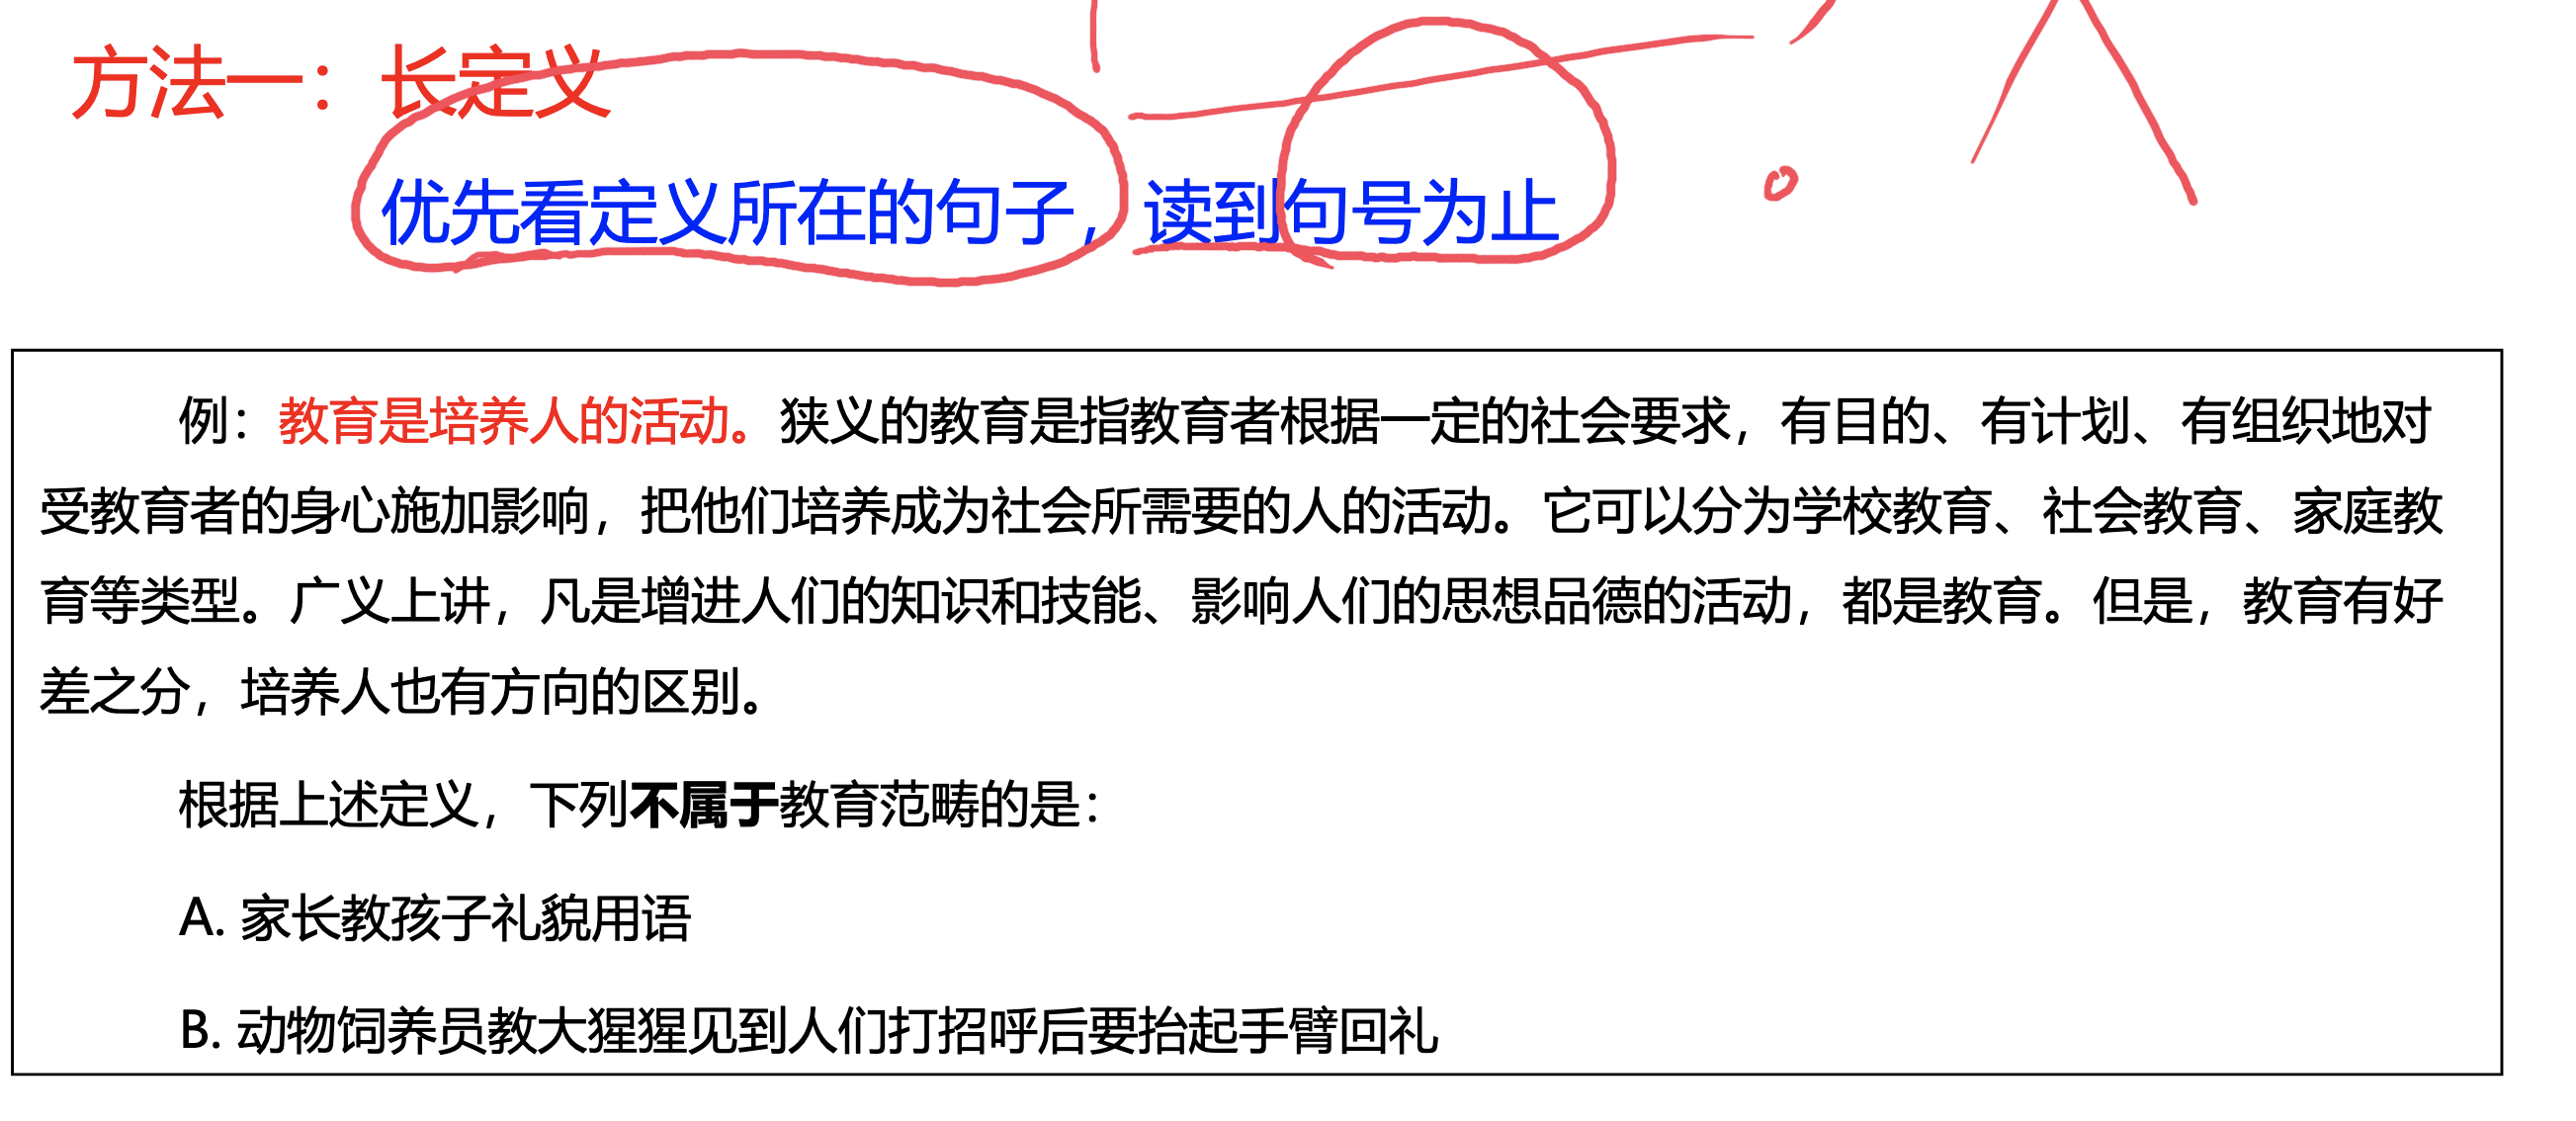 方法一：长定义
优先看定义所在的句子，读到句号为止
例：教育是培养人的活动。狭义的教育是指教育者根据一定的社会要求，有目的、有计划、有组织地对
受教育者的身心施加影响，把他们培养成为社会所需要的人的活动。它可以分为学校教育、社会教育、家庭教
育等类型。广义上讲，凡是增进人们的知识和技能、影响人们的思想品德的活动，都是教育。但是，教育有好
差之分，培养人也有方向的区别。
根据上述定义，下列不属于教育范畴的是：
A. 家长教孩子礼貌用语
B. 动物饲养员教大猩猩见到人们打招呼后要抬起手臂回礼